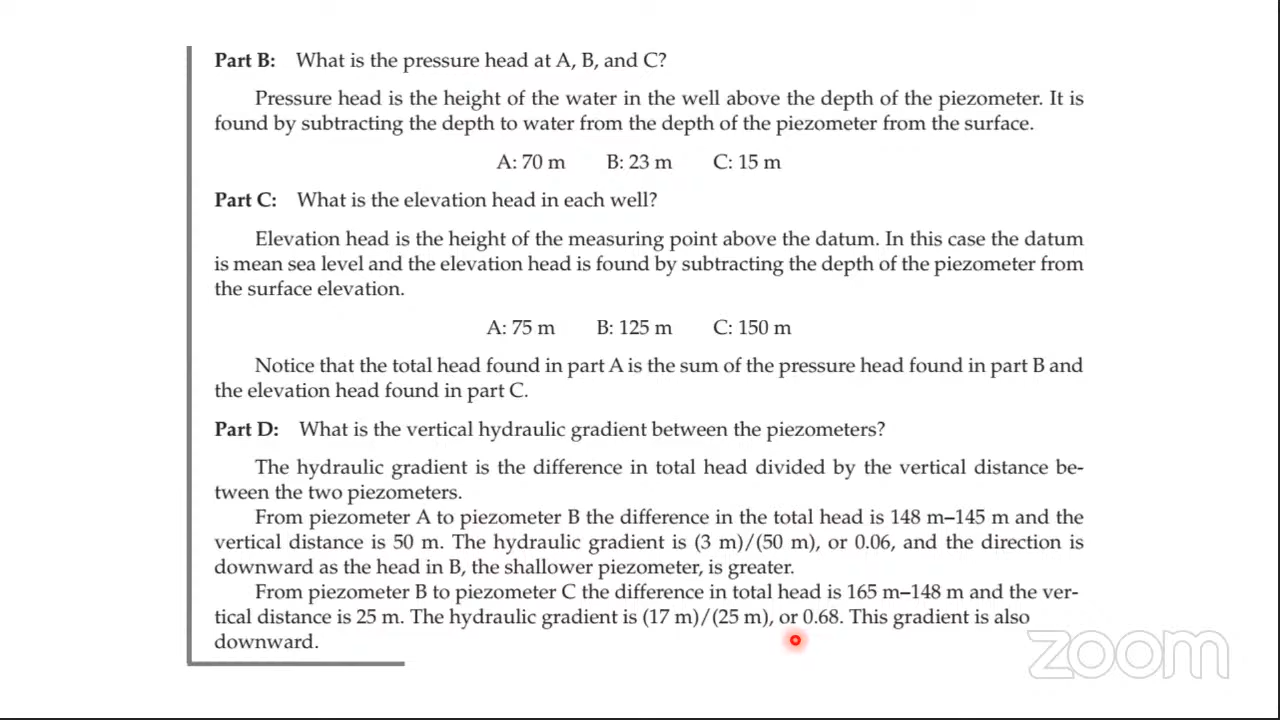 Part B: What is the pressure head at A, B, and C?
Pressure head is the height of the water in the well above the depth of the piezometer. It is
found by subtracting the depth to water from the depth of the piezometer from the surface.
A: 70 m B: 23 m C: 15 m
Part C: What is the elevation head in each well?
Elevation head is the height of the measuring point above the datum. In this case the datum
is mean sea level and the elevation head is found by subtracting the depth of the piezometer from
the surface elevation.
A: 75 m B: 125 m C: 150 m
Notice that the total head found in part A is the sum of the pressure head found in part B and
the elevation head found in part C.
Part D: What is the vertical hydraulic gradient between the piezometers?
The hydraulic gradient is the difference in total head divided by the vertical distance be-
tween the two piezometers.
From piezometer A to piezometer B the difference in the total head is 148 m–145 m and the
vertical distance is 50 m. The hydraulic gradient is (3 m)/(50 m), or 0.06, and the direction is
downward as the head in B, the shallower piezometer, is greater.
From piezometer B to piezometer C the difference in total head is 165 m–148 m and the ver-
tical distance is 25 m. The hydraulic gradient is (17 m)/(25 m), or 0.68. This gradient is also
downward.
zoom